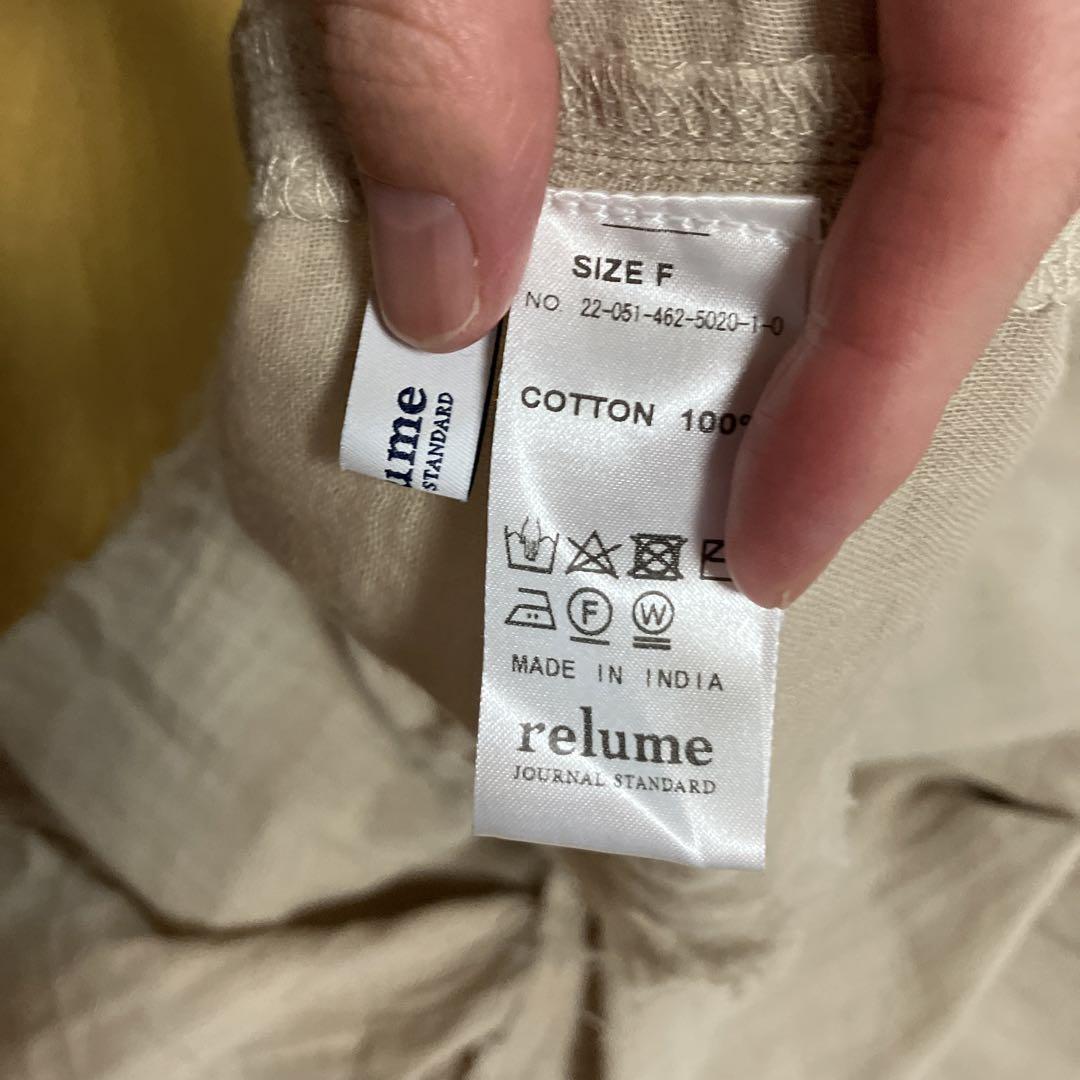 SIZE F
NO. 22-051-462-5020-1-0
COTTON 100%
F W
MADE IN INDIA
relume
JOURNAL STANDARD
ume
STANDARD